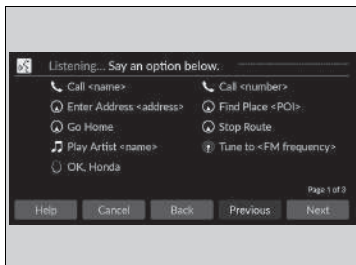 Listening... Say an option below.
Call <name>
Call <number>
Enter Address <address>
Find Place <POI>
Go Home
Stop Route
Play Artist <name>
Tune to <FM frequency>
OK, Honda
Page 1 of 3
Help
Cancel
Back
Previous
Next